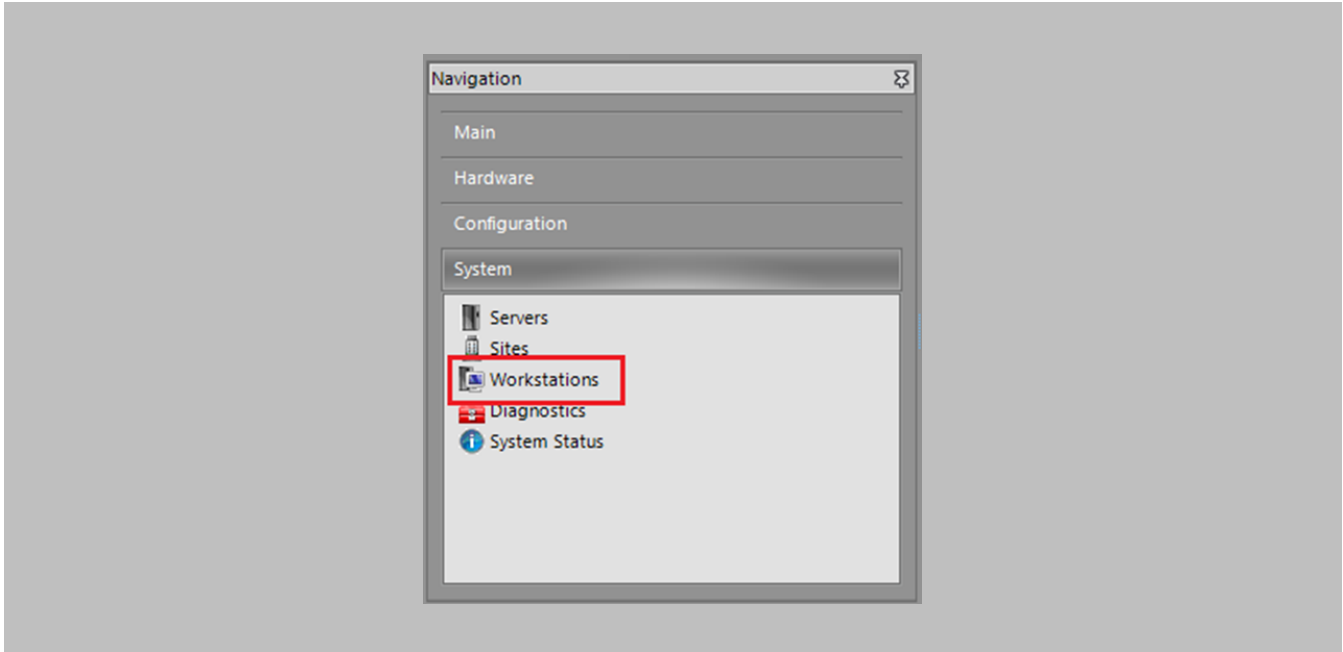 Navigation
Main
Hardware
Configuration
System
Servers
Sites
Workstations
Diagnostics
System Status